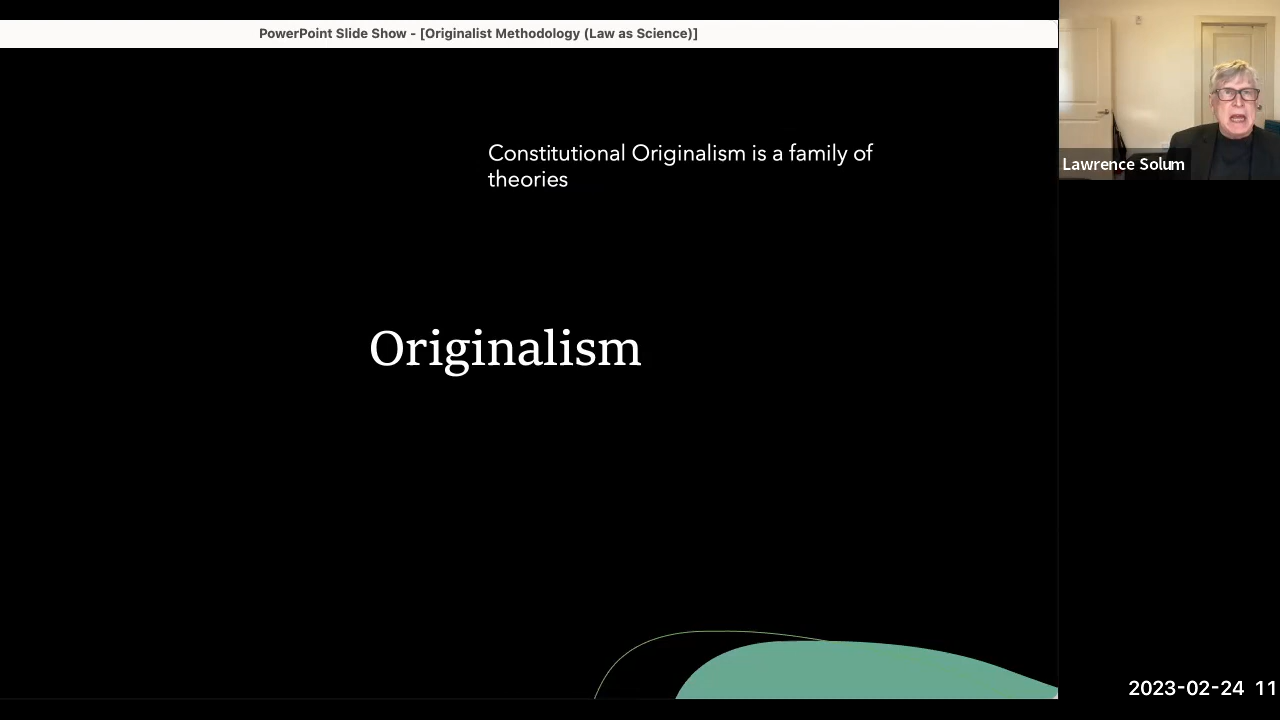 PowerPoint Slide Show - [Originalist Methodology (Law as Science)]
Constitutional Originalism is a family of
theories
Originalism
Lawrence Solum
2023-02-24 11